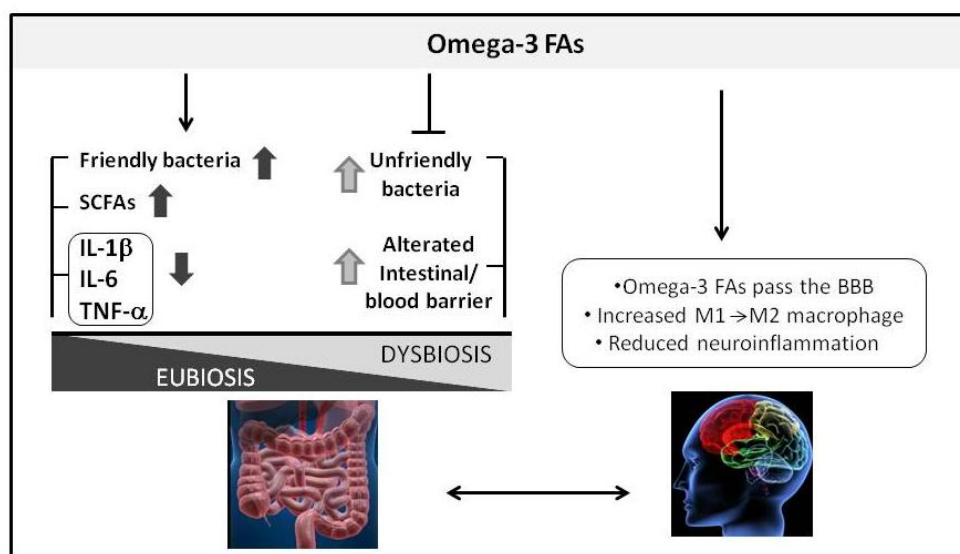 Omega-3 FAs
Friendly bacteria
SCFAs
IL-1β
IL-6
TNF-α
Unfriendly
bacteria
Alterated
Intestinal/
blood barrier
DYSBIOSIS
EUBIOSIS
•Omega-3 FAs pass the BBB
• Increased M1→M2 macrophage
• Reduced neuroinflammation